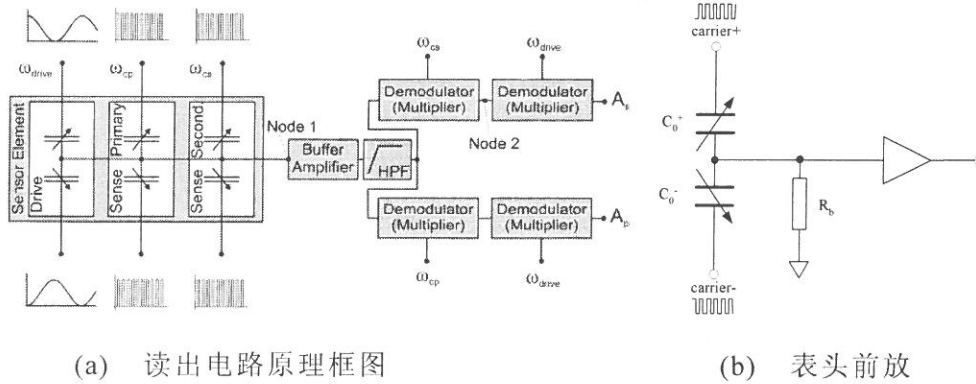 carrier+
ω_drive ω_cp ω_cs
ω_cs ω_drive
Sensor Element
Drive
Sense Primary
Sense Second.
Node 1
Buffer
Amplifier
HPF
Demodulator
(Multiplier)
Demodulator
(Multiplier)
A_s
Node 2
Demodulator
(Multiplier)
Demodulator
(Multiplier)
A_p
ω_cp ω_drive
C_0^+
C_0^-
R_b
carrier-
(a) 读出电路原理框图
(b) 表头前放